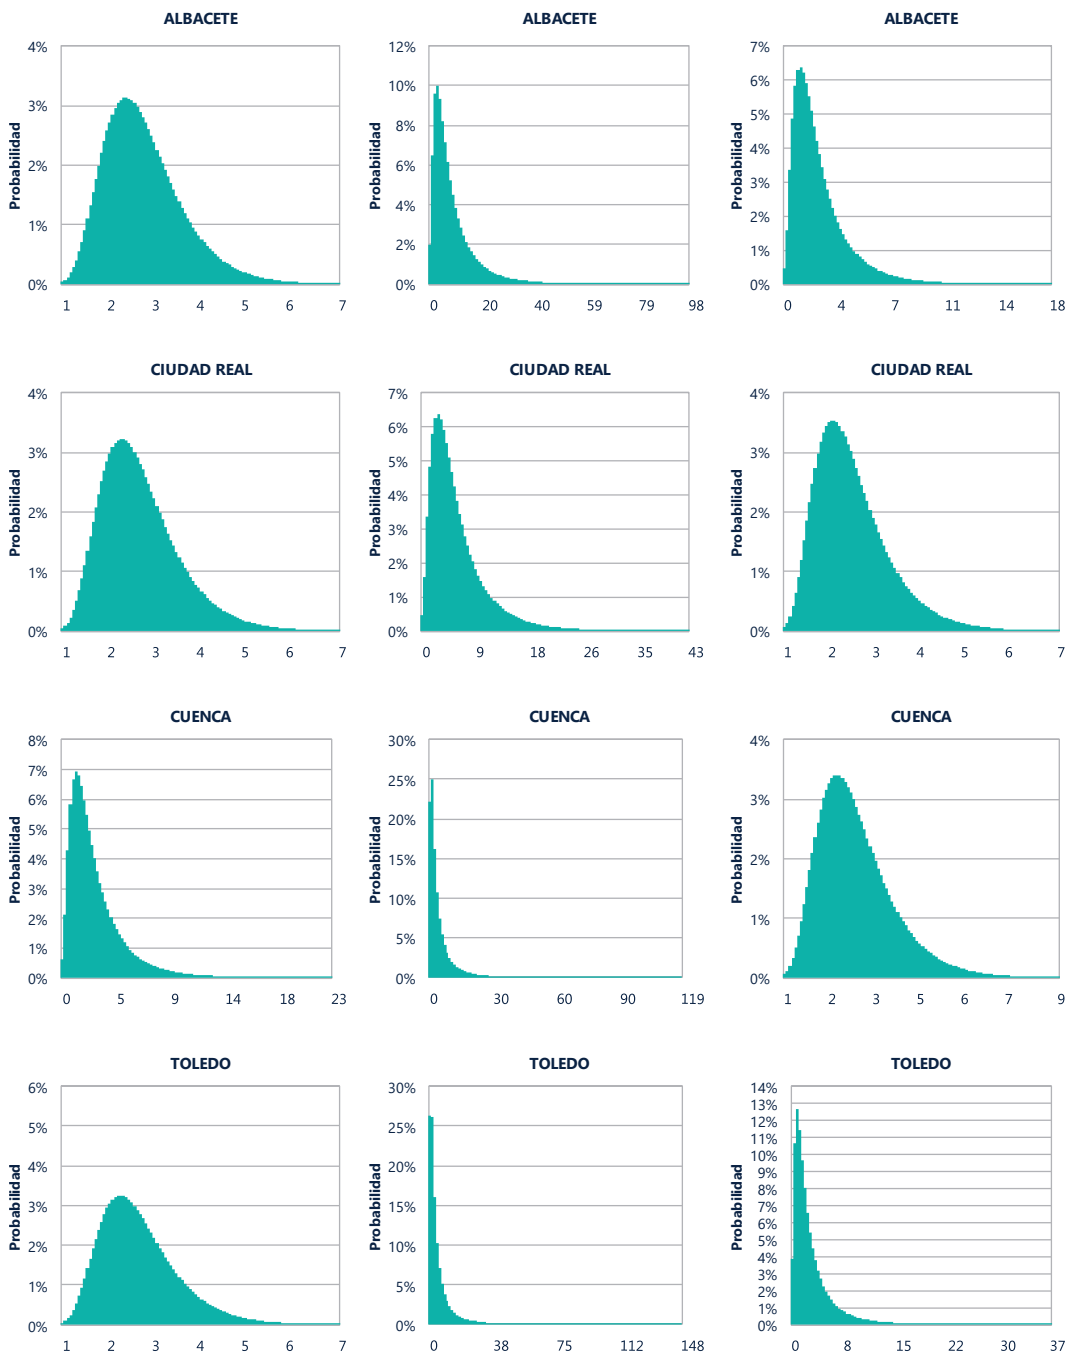 ALBACETE ALBACETE ALBACETE
4% 12% 7%
3% 10% 6%
2% 8% 5%
1% 6% 4%
0% 4% 3%
2% 2%
0% 1%
0%
Probabilidad Probabilidad Probabilidad
1 2 3 4 5 6 7 0 20 40 59 79 98 0 4 7 11 14 18
CIUDAD REAL CIUDAD REAL CIUDAD REAL
4% 7% 4%
3% 6% 3%
2% 5% 2%
1% 4% 1%
0% 3% 0%
2%
1%
0%
Probabilidad Probabilidad Probabilidad
1 2 3 4 5 6 7 0 9 18 26 35 43 1 2 3 4 5 6 7
CUENCA CUENCA CUENCA
8% 30% 4%
7% 25% 3%
6% 20% 2%
5% 15% 1%
4% 10% 0%
3% 5%
2% 0%
1%
0%
Probabilidad Probabilidad Probabilidad
0 5 9 14 18 23 0 30 60 90 119 1 2 3 5 6 7 9
TOLEDO TOLEDO TOLEDO
6% 30% 14%
5% 25% 13%
4% 20% 12%
3% 15% 11%
2% 10% 10%
1% 5% 9%
0% 0% 8%
7%
6%
5%
4%
3%
2%
1%
0%
Probabilidad Probabilidad Probabilidad
1 2 3 4 5 6 7 0 38 75 112 148 0 8 15 22 30 37